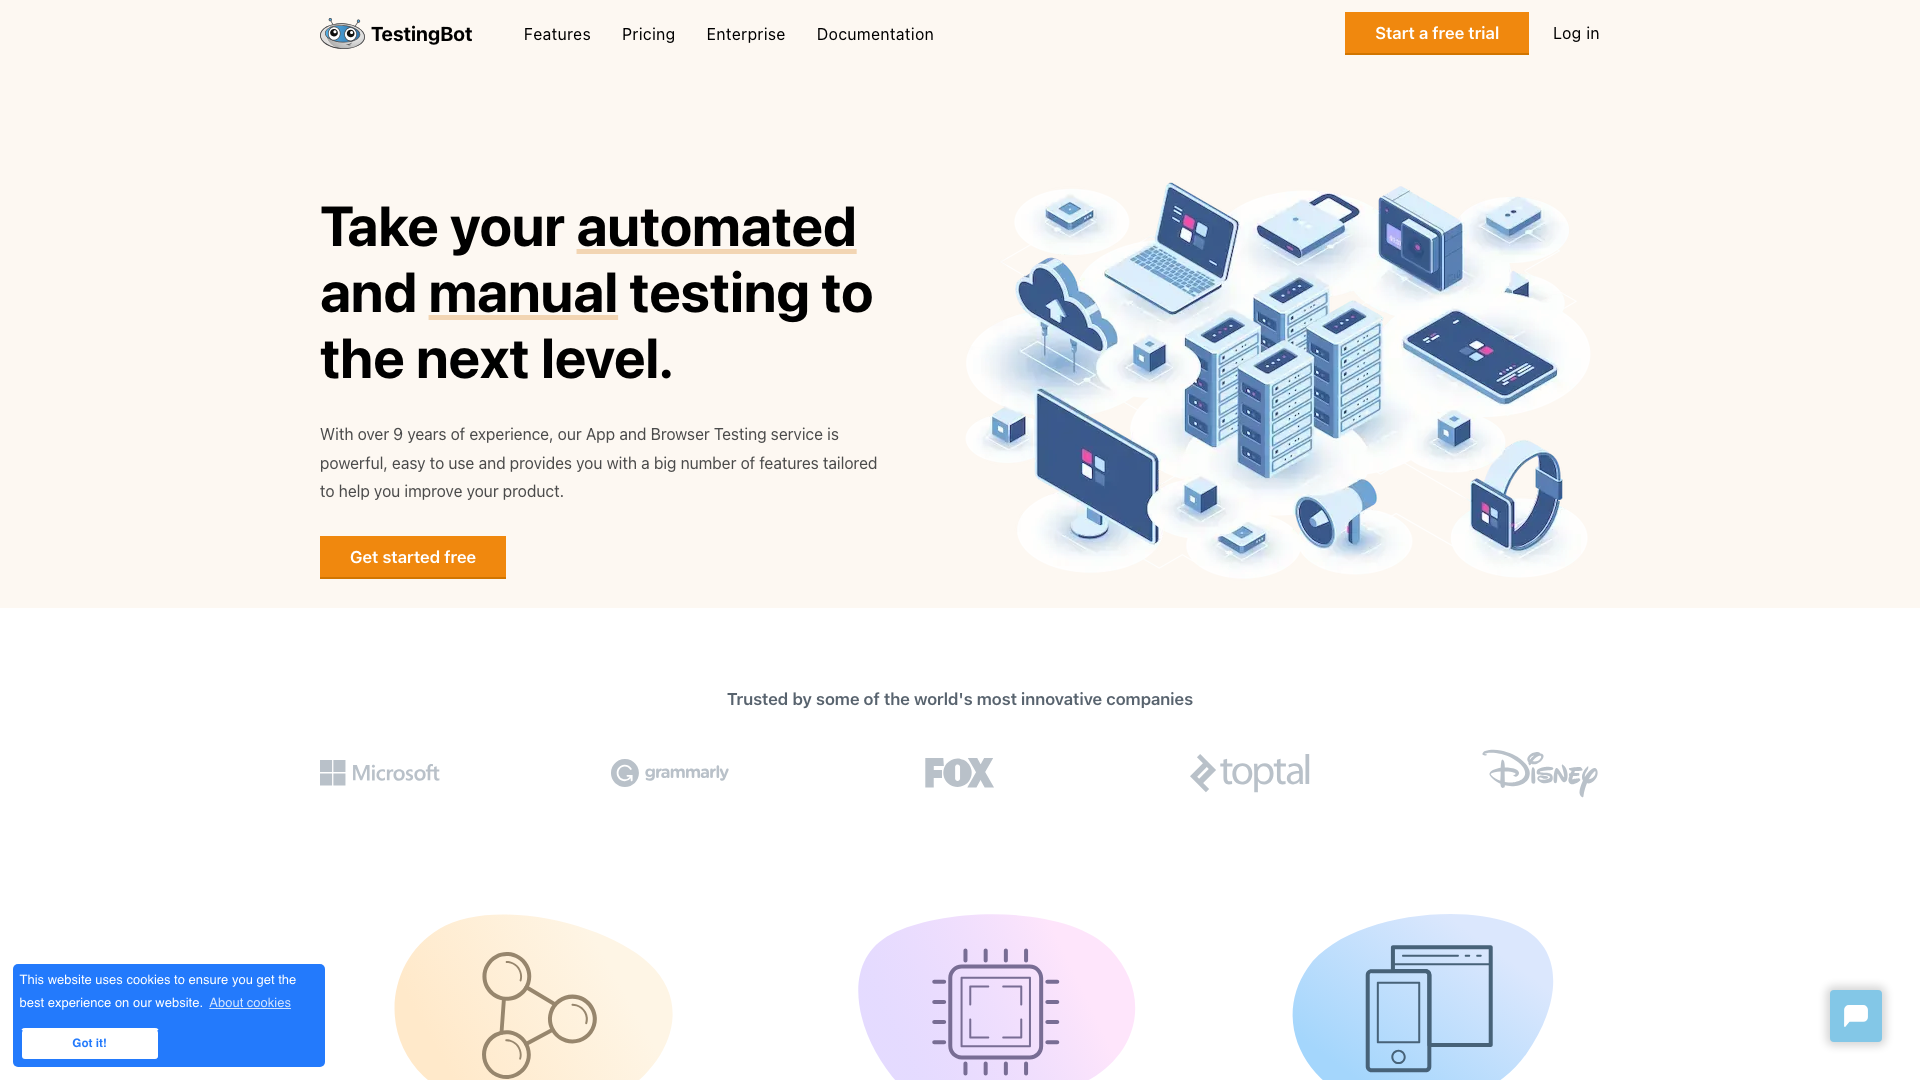 TestingBot
Features
Pricing
Enterprise
Documentation
Start a free trial
Log in
Take your automated
and manual testing to
the next level.
With over 9 years of experience, our App and Browser Testing service is
powerful, easy to use and provides you with a big number of features tailored
to help you improve your product.
Get started free
Trusted by some of the world's most innovative companies
Microsoft
grammarly
FOX
toptal
Disney
This website uses cookies to ensure you get the
best experience on our website. About cookies
Got it!